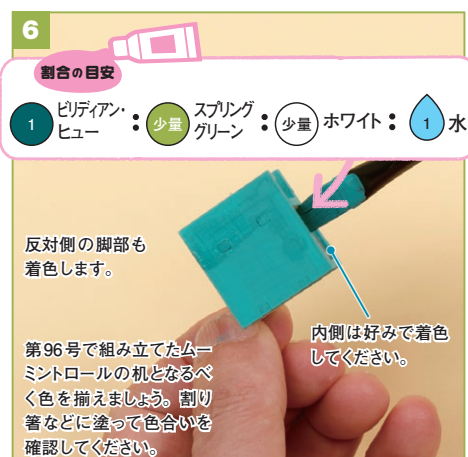 6
割合の目安
1 ビリディアン・ヒュー : 少量 スプリンググリーン : 少量 ホワイト : 1 水
反対側の脚部も
着色します。
内側は好みで着色
してください。
第96号で組み立てたムー
ミントロールの机となるべ
く色を揃えましょう。割り
箸などに塗って色合いを
確認してください。